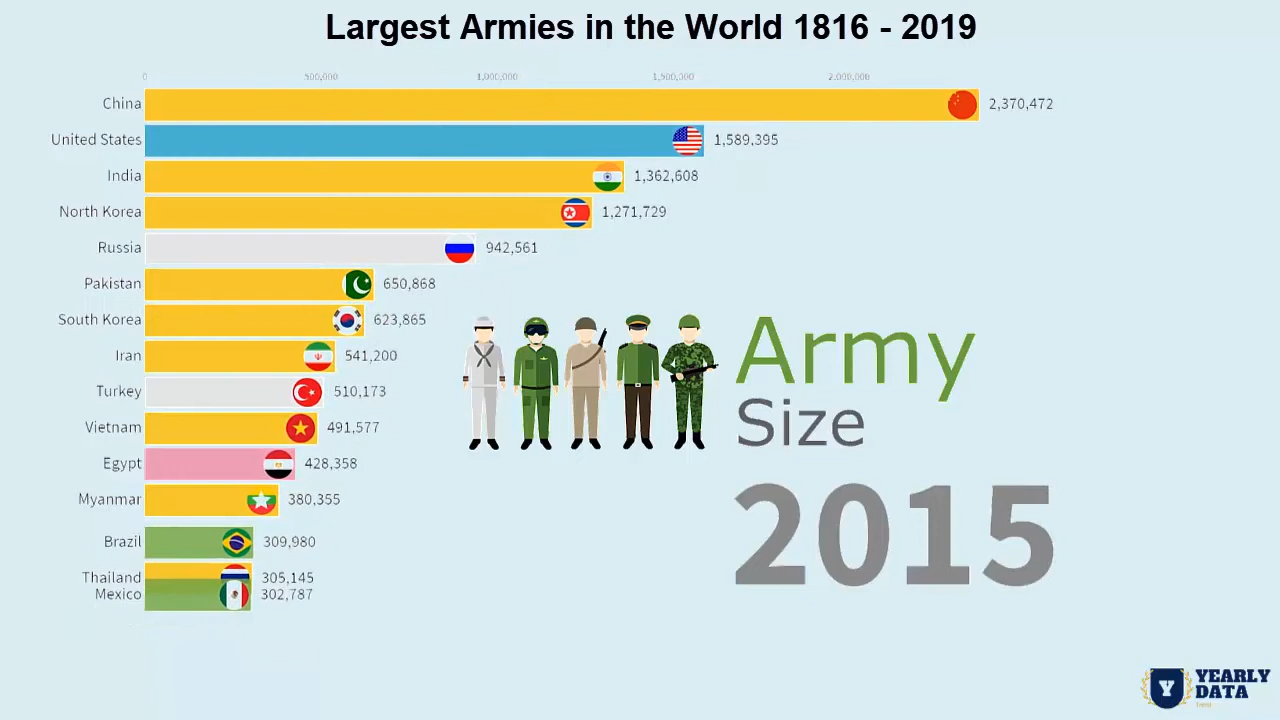 Largest Armies in the World 1816 - 2019
0 500,000 1,000,000 1,500,000 2,000,000
China 2,370,472
United States 1,589,395
India 1,362,608
North Korea 1,271,729
Russia 942,561
Pakistan 650,868
South Korea 623,865
Iran 541,200
Turkey 510,173
Vietnam 491,577
Egypt 428,358
Myanmar 380,355
Brazil 309,980
Thailand 305,145
Mexico 302,787
Army
Size
2015
Y
YEARLY
DATA
Trend